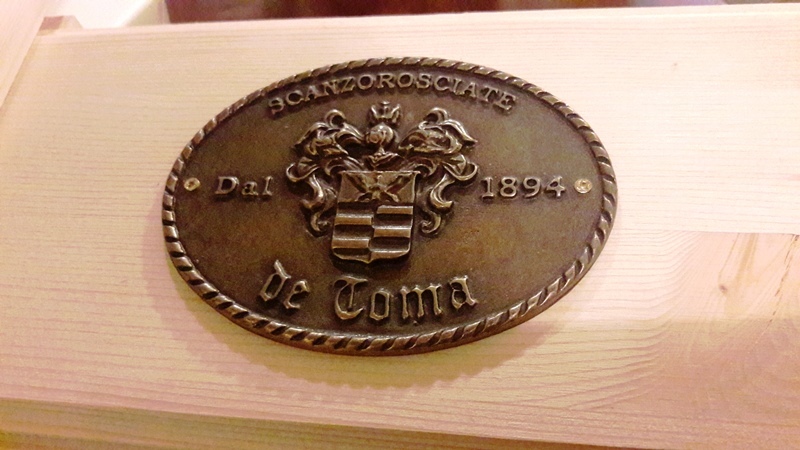 SCANZOROSCIATE
Dal 1894
de Toma